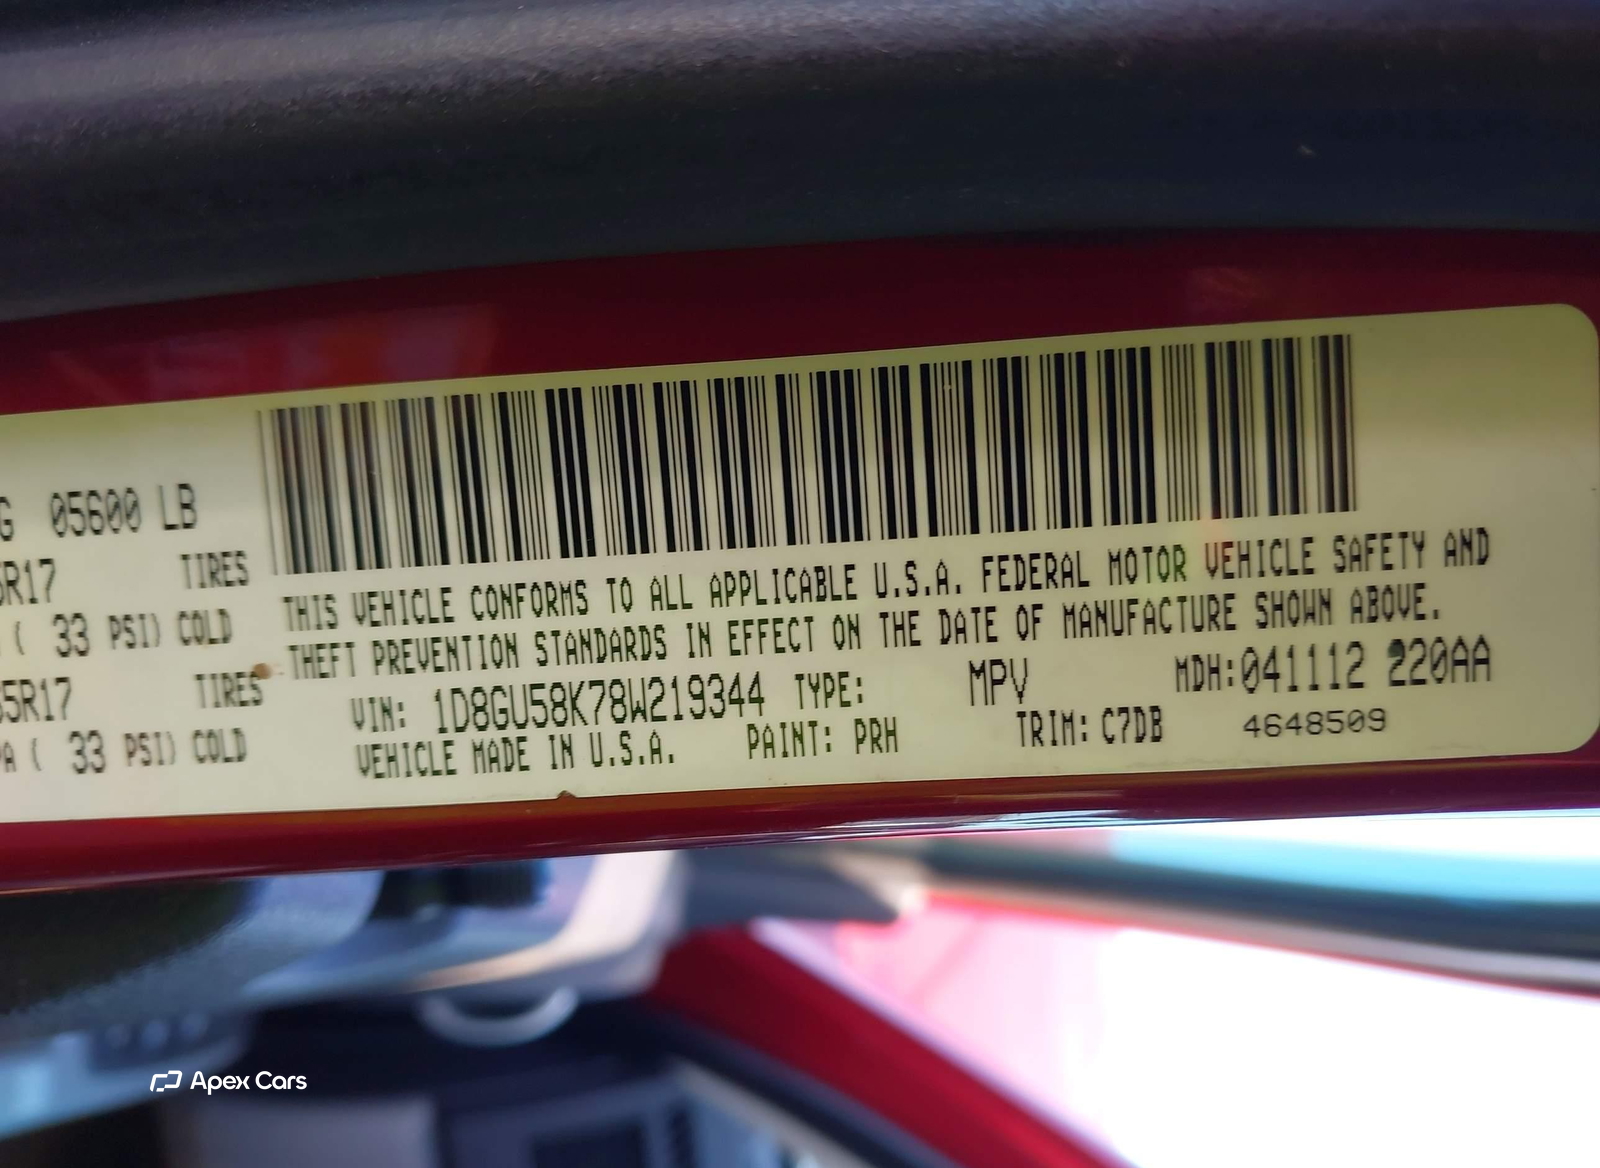 G 05600 LB
5R17 TIRES
( 33 PSI) COLD
55R17 TIRES
PA ( 33 PSI) COLD
THIS VEHICLE CONFORMS TO ALL APPLICABLE U.S.A. FEDERAL MOTOR VEHICLE SAFETY AND
THEFT PREVENTION STANDARDS IN EFFECT ON THE DATE OF MANUFACTURE SHOWN ABOVE.
VIN: 1D8GU58K78W219344 TYPE: MPV MDH:041112 220AA
VEHICLE MADE IN U.S.A. PAINT: PRH TRIM: C7DB 4648509
Apex Cars